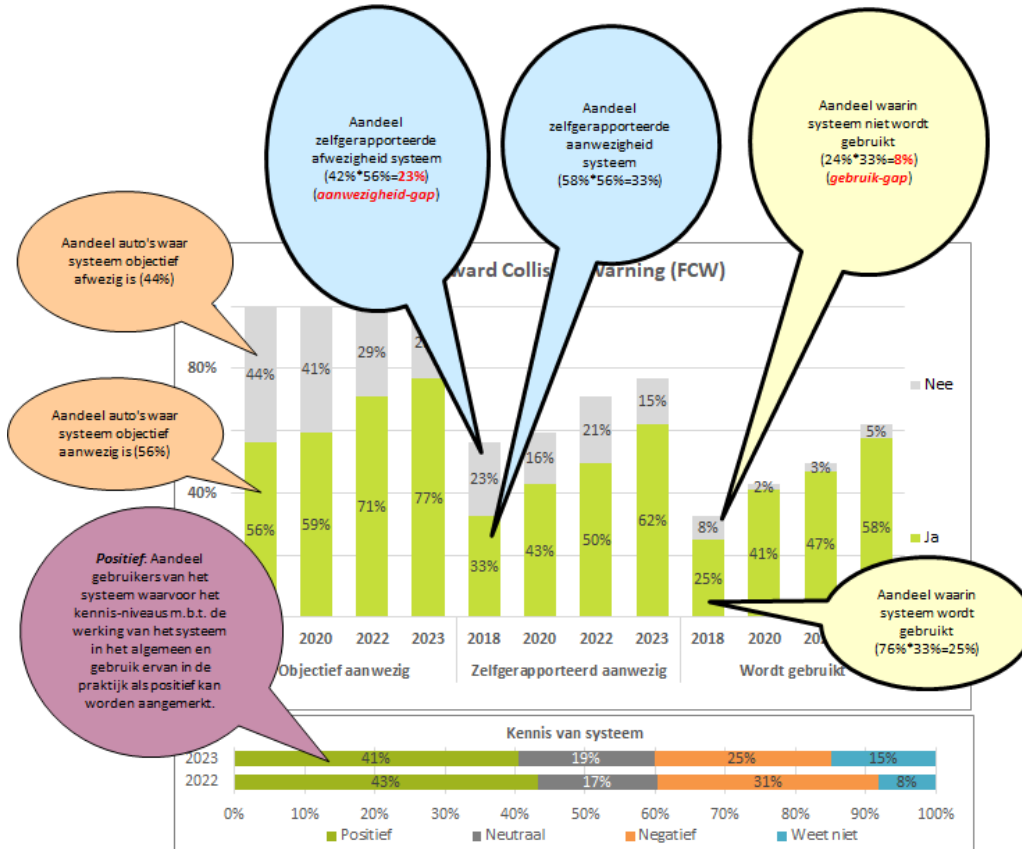 Aandeel
zelfgerapporteerde
afwezigheid systeem
(42%*56%=23%)
(aanwezigheid-gap)
Aandeel
zelfgerapporteerde
aanwezigheid
systeem
(58%*56%=33%)
Aandeel waarin
systeem niet wordt
gebruikt
(24%*33%=8%)
(gebruik-gap)
Aandeel auto's waar
systeem objectief
afwezig is (44%)
Aandeel auto's waar
systeem objectief
aanwezig is (56%)
Positief: Aandeel
gebruikers van het
systeem waarvoor het
kennis-niveaus m.b.t. de
werking van het systeem
in het algemeen en
gebruik ervan in de
praktijk als positief kan
worden aangemerkt.
Aandeel waarin
systeem wordt
gebruikt
(76%*33%=25%)
(FCW)
80%
40%
44% 41% 29%
56% 59% 71% 77%
23% 16% 21% 15%
33% 43% 50% 62%
8% 2% 3% 5%
25% 41% 47% 58%
Nee
Ja
2020 2022 2023 2018 2020 2022 2023 2018 2020
Objectief aanwezig Zelfgerapporteerd aanwezig Wordt gebruikt
Kennis van systeem
2023 41% 19% 25% 15%
2022 43% 17% 31% 8%
0% 10% 20% 30% 40% 50% 60% 70% 80% 90% 100%
Positief Neutraal Negatief Weet niet